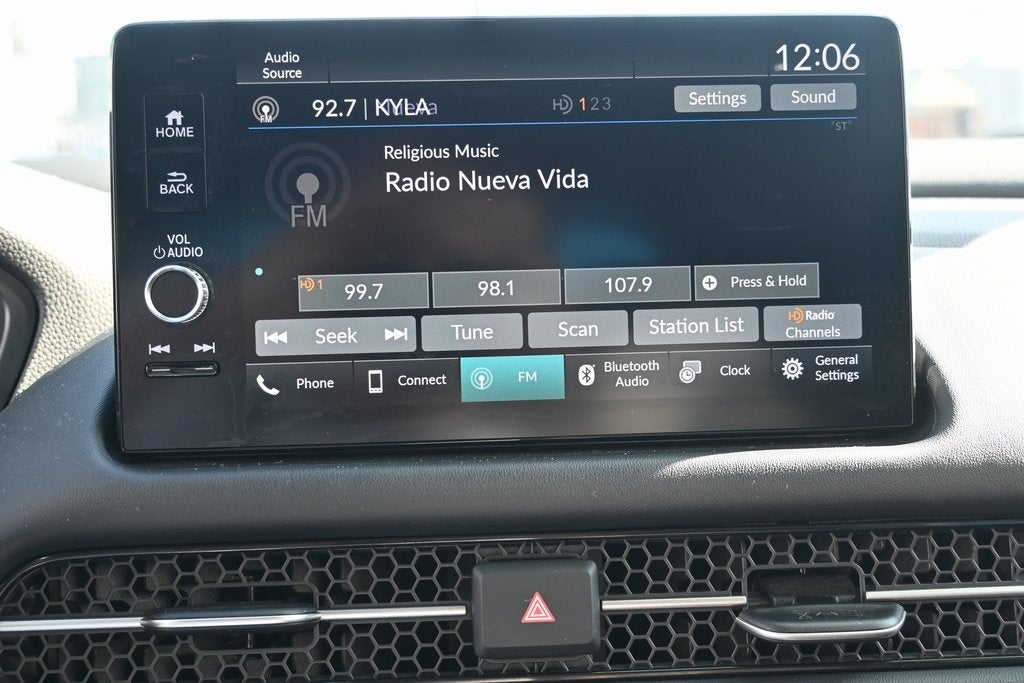 Audio
Source
12:06
HOME
FM
92.7 | KYLA
HD 1 2 3
Settings
Sound
"ST"
BACK
Religious Music
Radio Nueva Vida
FM
VOL
AUDIO
HD 1 99.7
98.1
107.9
Press & Hold
Seek
Tune
Scan
Station List
HD Radio
Channels
Phone
Connect
FM
Bluetooth
Audio
Clock
General
Settings